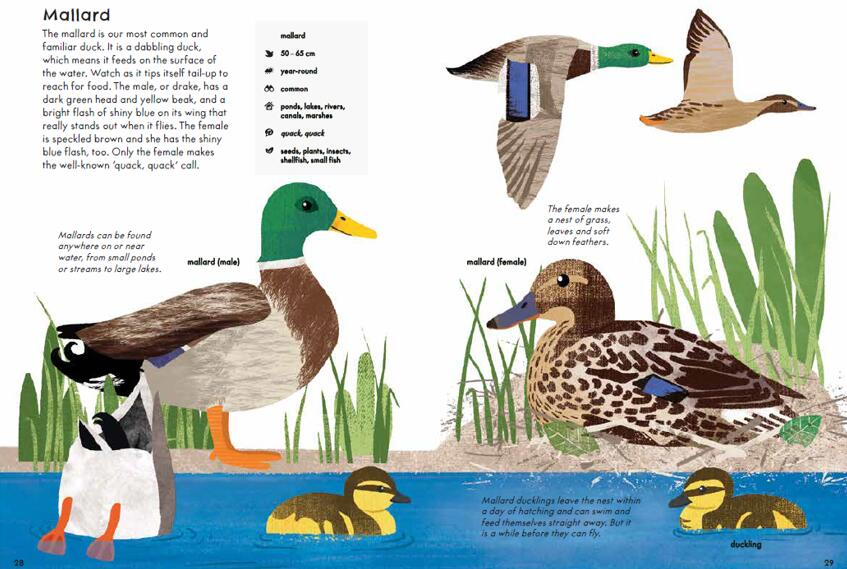 Mallard
The mallard is our most common and
familiar duck. It is a dabbling duck,
which means it feeds on the surface of
the water. Watch as it tips itself tail-up to
reach for food. The male, or drake, has a
dark green head and yellow beak, and a
bright flash of shiny blue on its wing that
really stands out when it flies. The female
is speckled brown and she has the shiny
blue flash, too. Only the female makes
the well-known 'quack, quack' call.
mallard
50 – 65 cm
year-round
common
ponds, lakes, rivers,
canals, marshes
quack, quack
seeds, plants, insects,
shellfish, small fish
Mallards can be found
anywhere on or near
water, from small ponds
or streams to large lakes.
mallard (male)
The female makes
a nest of grass,
leaves and soft
down feathers.
mallard (female)
Mallard ducklings leave the nest within
a day of hatching and can swim and
feed themselves straight away. But it
is a while before they can fly.
duckling
28
29